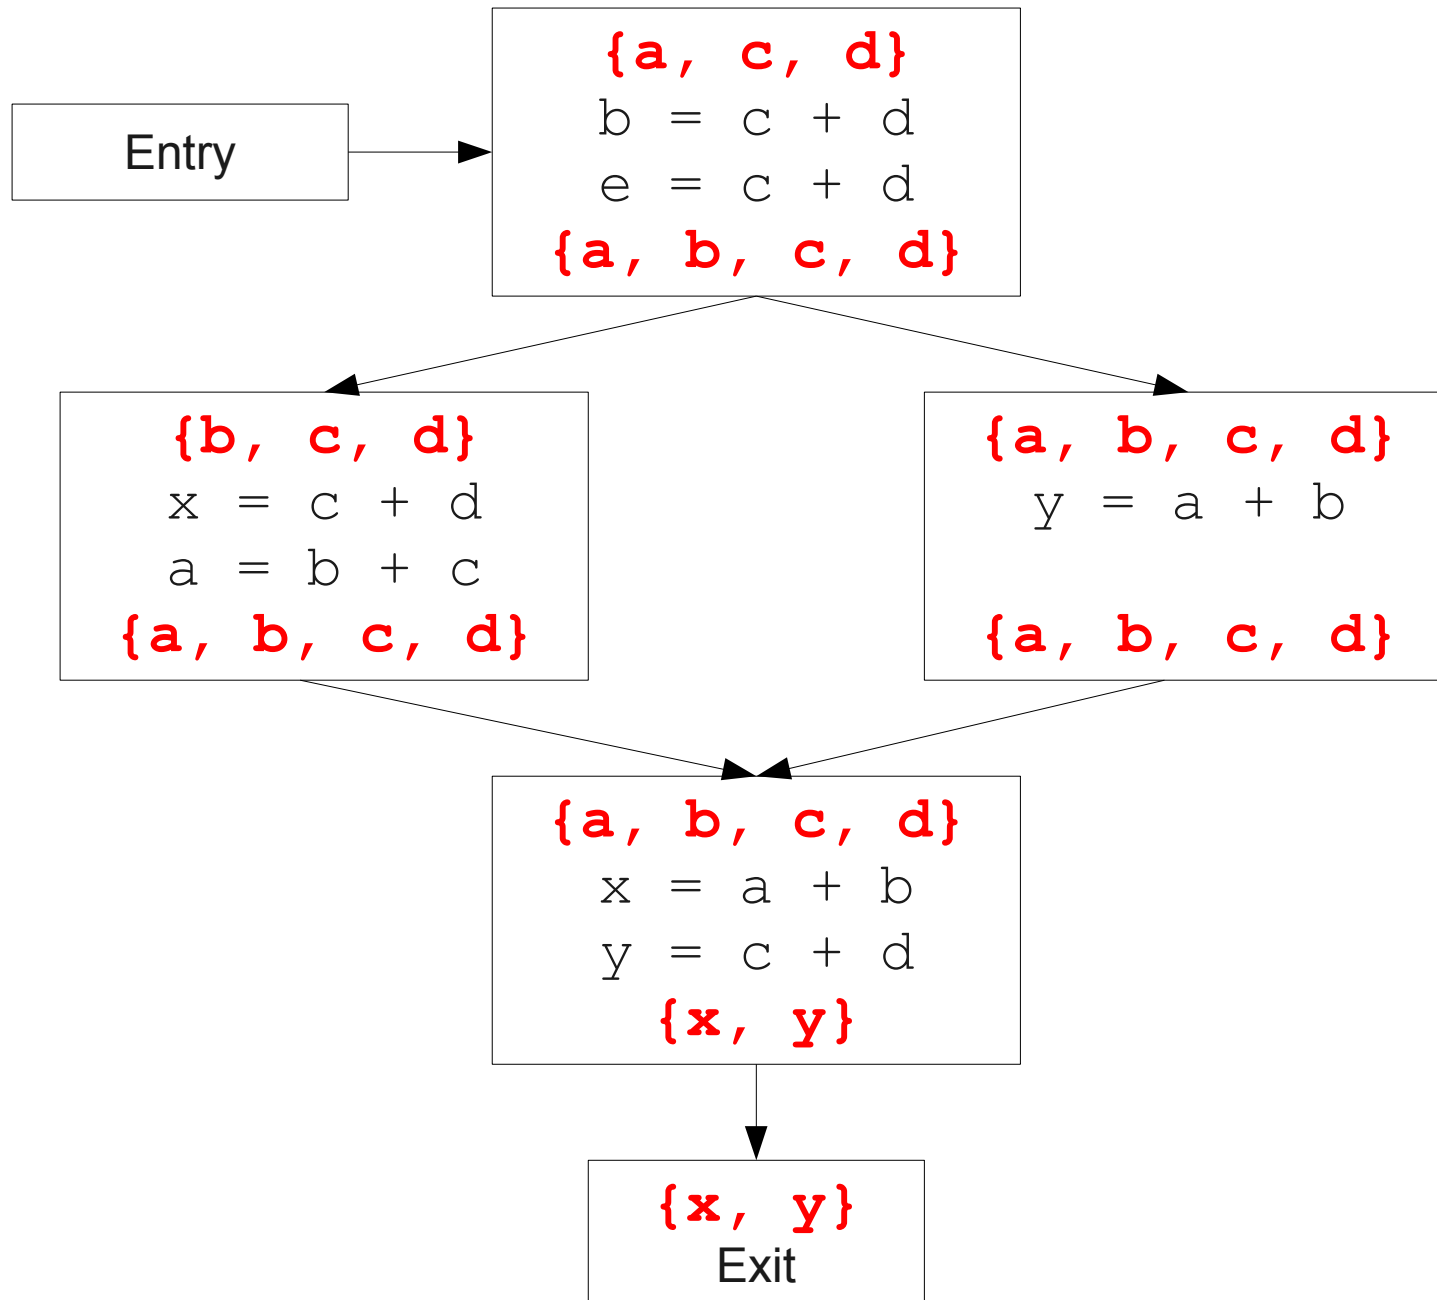 {a, c, d}
b = c + d
e = c + d
{a, b, c, d}
Entry
{b, c, d}
x = c + d
a = b + c
{a, b, c, d}
{a, b, c, d}
y = a + b
{a, b, c, d}
{a, b, c, d}
x = a + b
y = c + d
{x, y}
{x, y}
Exit